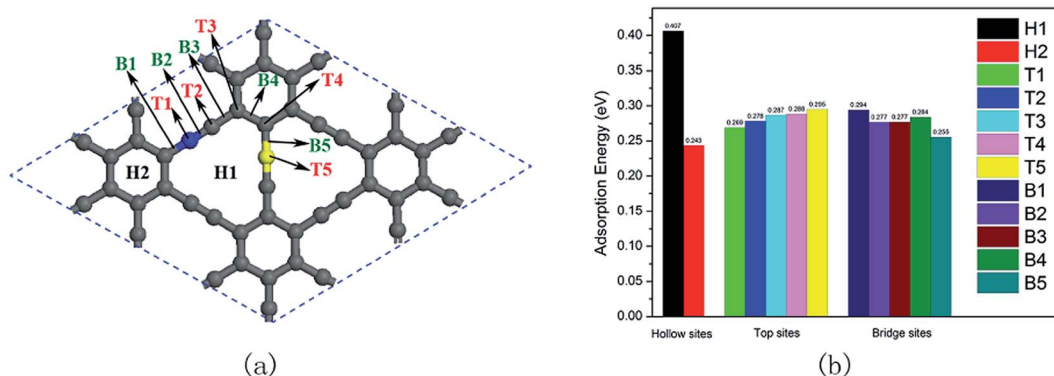 T3
B3
B2
B1
T2
T1
B4
T4
B5
H2
H1
T5
(a)
Adsorption Energy (eV)
0.40
0.35
0.30
0.25
0.20
0.15
0.10
0.05
0.00
0.407
0.243
0.269
0.278
0.287
0.288
0.295
0.294
0.277
0.277
0.284
0.255
Hollow sites
Top sites
Bridge sites
H1
H2
T1
T2
T3
T4
T5
B1
B2
B3
B4
B5
(b)